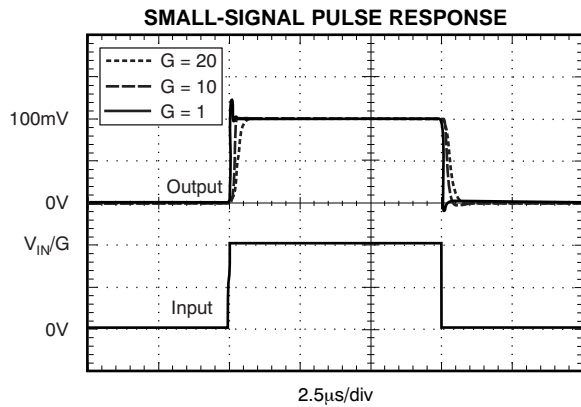 SMALL-SIGNAL PULSE RESPONSE
G = 20
G = 10
G = 1
100mV
Output
0V
V_IN/G
Input
0V
2.5μs/div